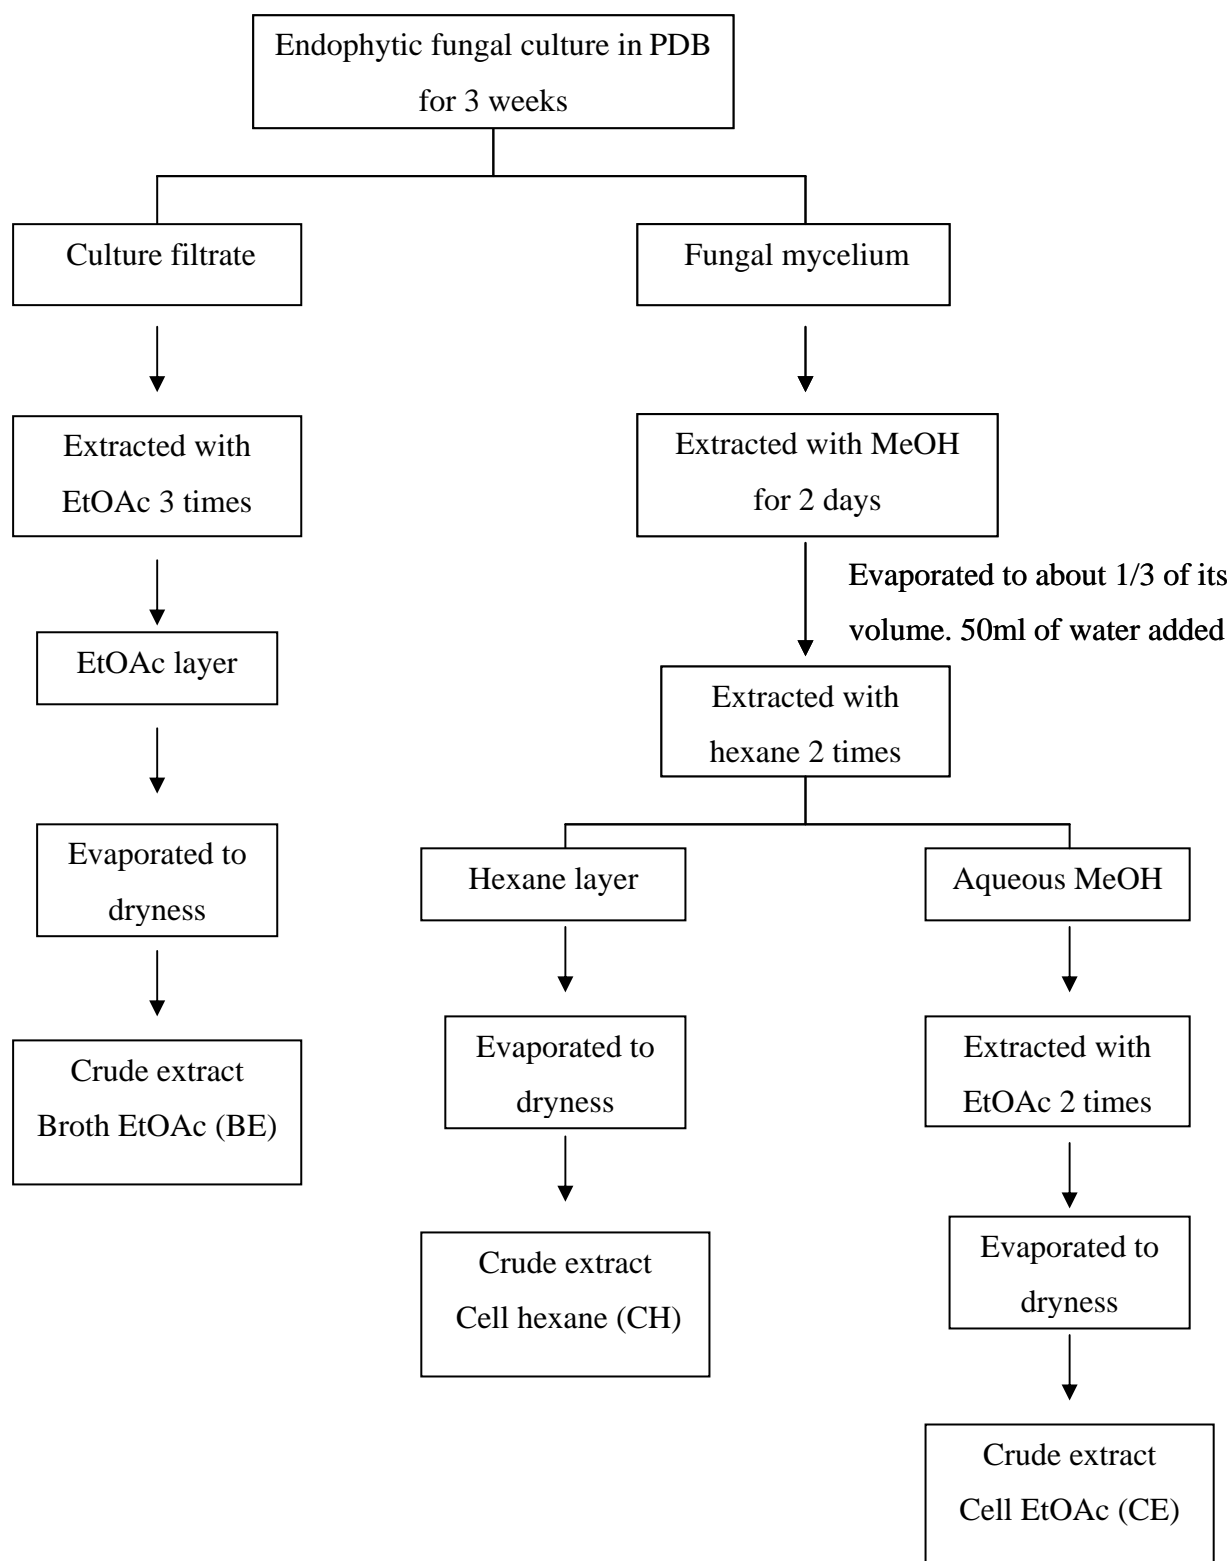 Endophytic fungal culture in PDB
for 3 weeks
Culture filtrate
Fungal mycelium
Extracted with
EtOAc 3 times
Extracted with MeOH
for 2 days
Evaporated to about 1/3 of its
volume. 50ml of water added
EtOAc layer
Extracted with
hexane 2 times
Evaporated to
dryness
Hexane layer
Aqueous MeOH
Crude extract
Broth EtOAc (BE)
Evaporated to
dryness
Extracted with
EtOAc 2 times
Crude extract
Cell hexane (CH)
Evaporated to
dryness
Crude extract
Cell EtOAc (CE)